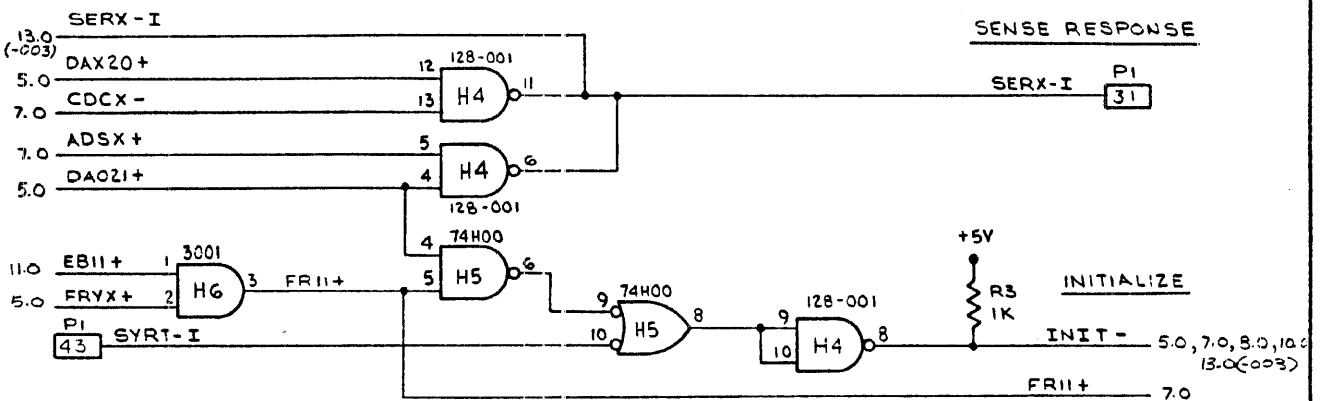 SERX-I
13.0
(-003)
SENSE RESPONSE
128-001
DAX20+
5.0
12
11
H4
CDCX-
7.0
13
SERX-I
P1
31
ADSX+
7.0
5
6
H4
DA021+
5.0
4
128-001
4
74H00
6
H5
5
EB11+
11.0
1
3001
3
H6
FRYX+
5.0
2
FR11+
P1
43
SYRT-I
9
74H00
8
H5
10
128-001
9
8
H4
10
+5V
R3
1K
INITIALIZE
INIT-
5.0, 7.0, 8.0, 10.0
13.0(-003)
FR11+
7.0